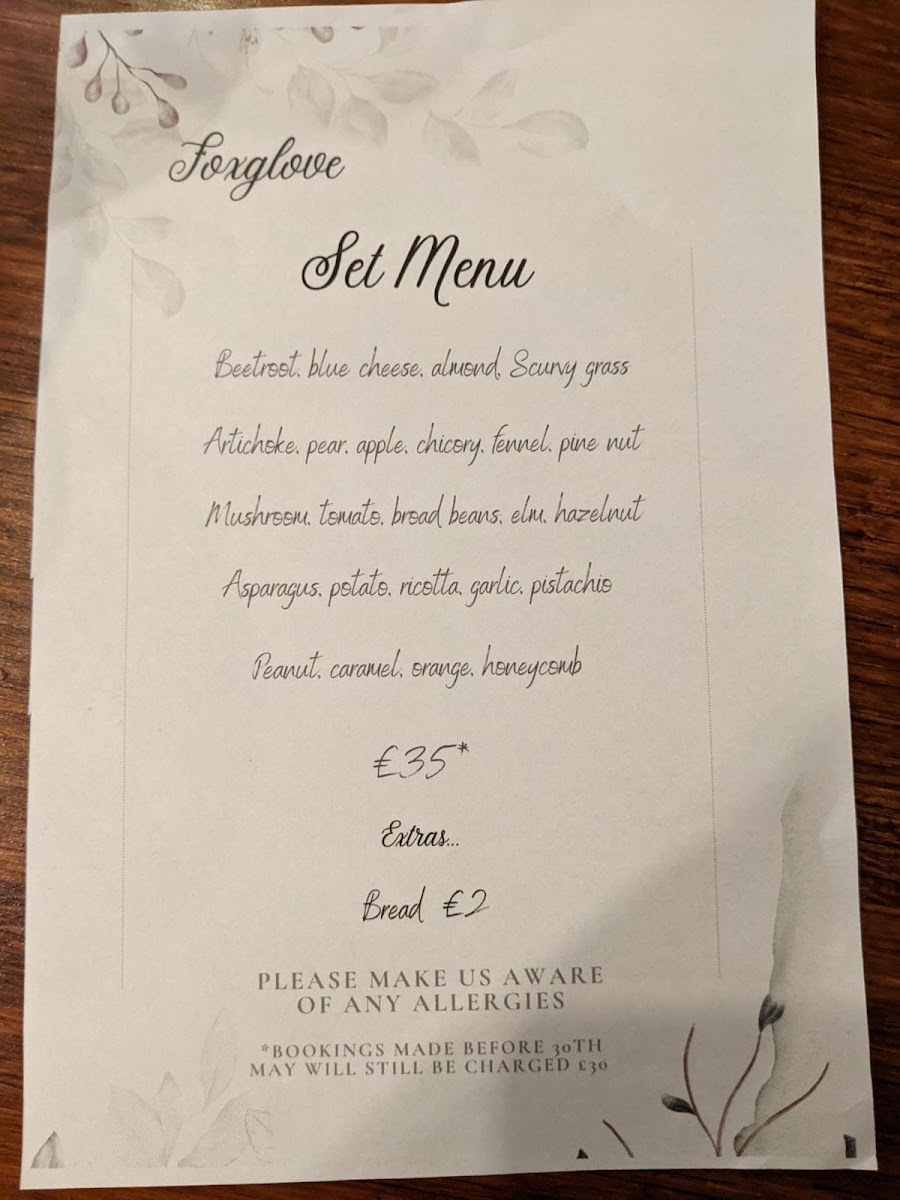 Foxglove
Set Menu
Beetroot, blue cheese, almond, Scurvy grass
Artichoke, pear, apple, chicory, fennel, pine nut
Mushroom, tomato, broad beans, elm, hazelnut
Asparagus, potato, ricotta, garlic, pistachio
Peanut, caramel, orange, honeycomb
£35*
Extras...
Bread £2
PLEASE MAKE US AWARE
OF ANY ALLERGIES
*BOOKINGS MADE BEFORE 30TH
MAY WILL STILL BE CHARGED £30